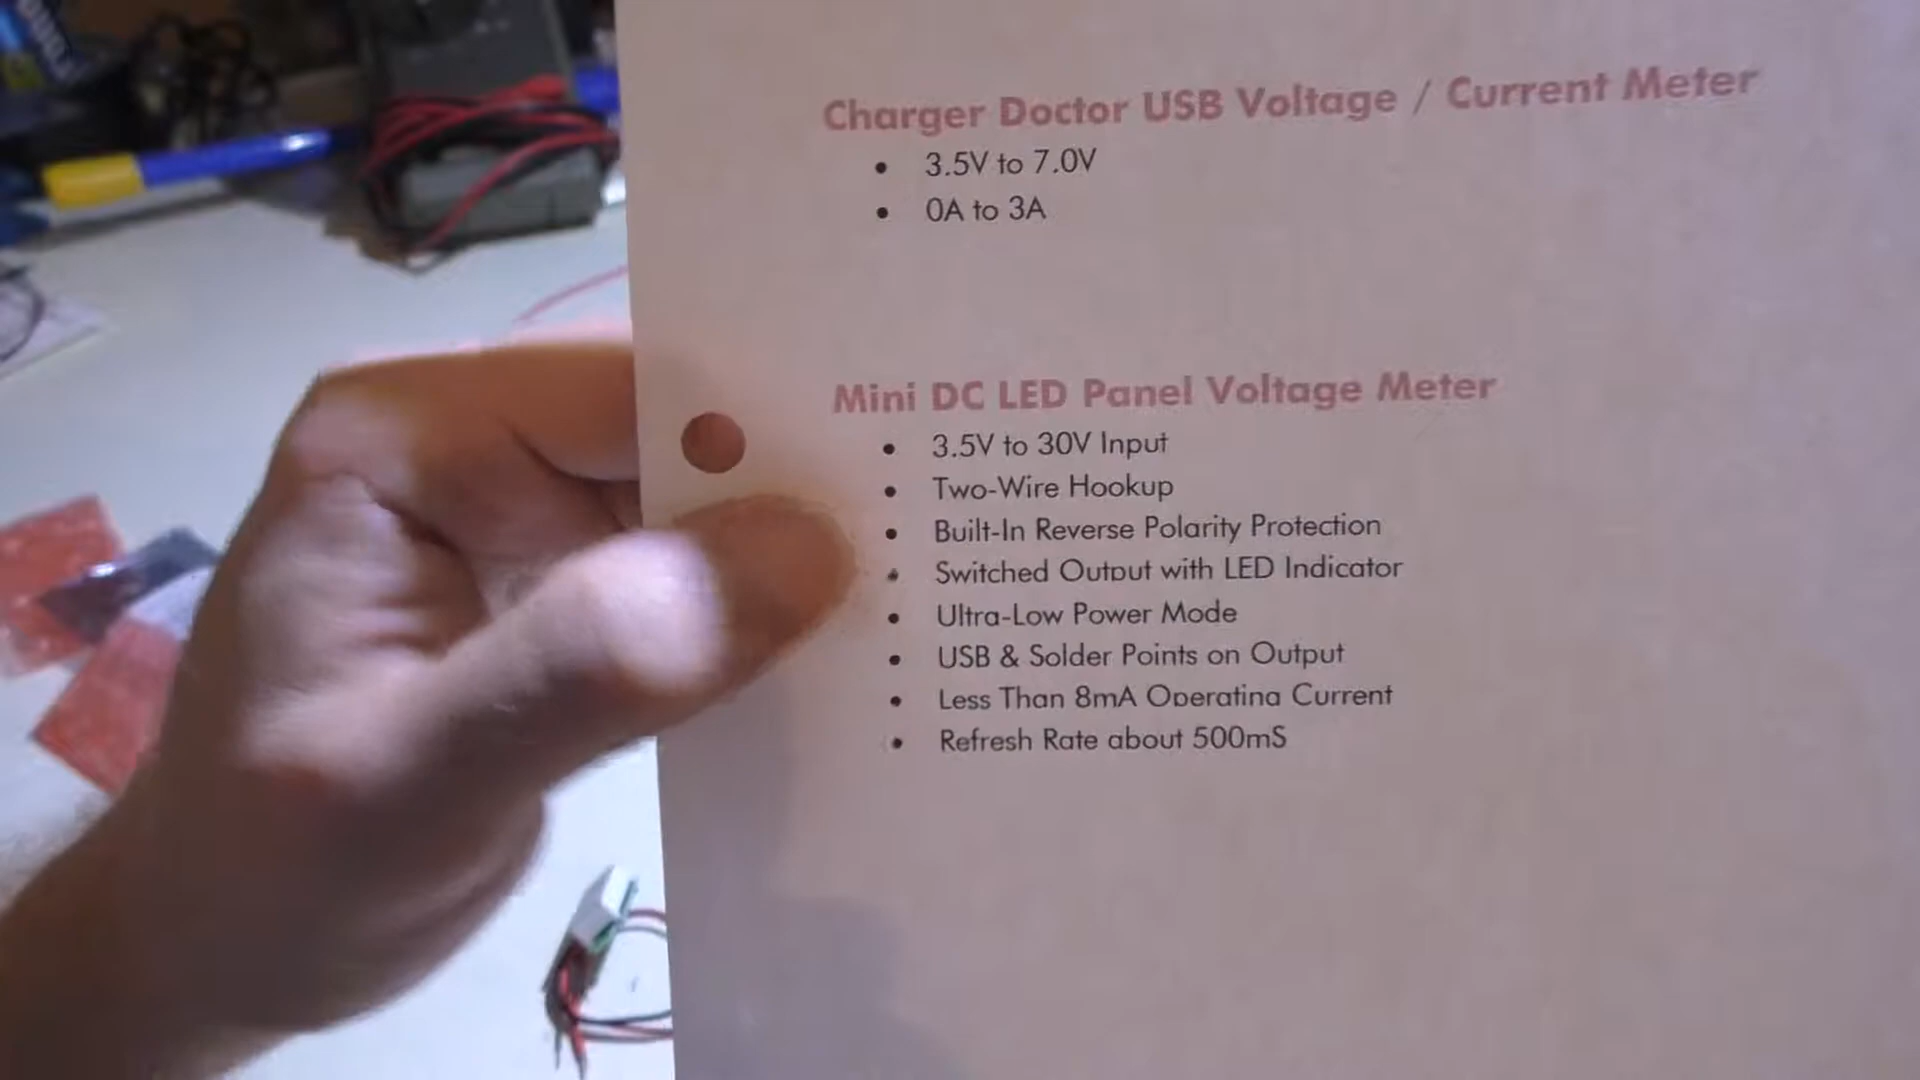 Charger Doctor USB Voltage / Current Meter
• 3.5V to 7.0V
• 0A to 3A
Mini DC LED Panel Voltage Meter
• 3.5V to 30V Input
• Two-Wire Hookup
• Built-In Reverse Polarity Protection
• Switched Output with LED Indicator
• Ultra-Low Power Mode
• USB & Solder Points on Output
• Less Than 8mA Operating Current
• Refresh Rate about 500mS